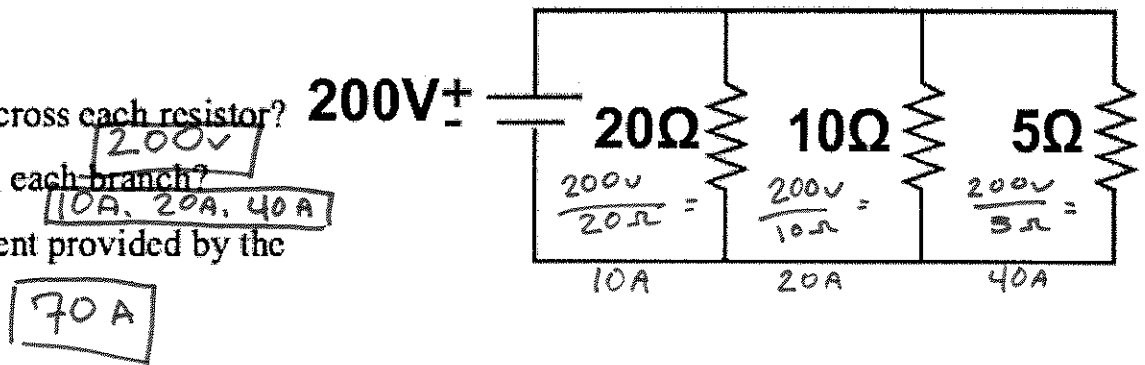 cross each resistor?
200V
each branch?
10A, 20A, 40A
ent provided by the
70 A
200V + -
20Ω
10Ω
5Ω
200V / 20Ω =
200V / 10Ω =
200V / 5Ω =
10A
20A
40A